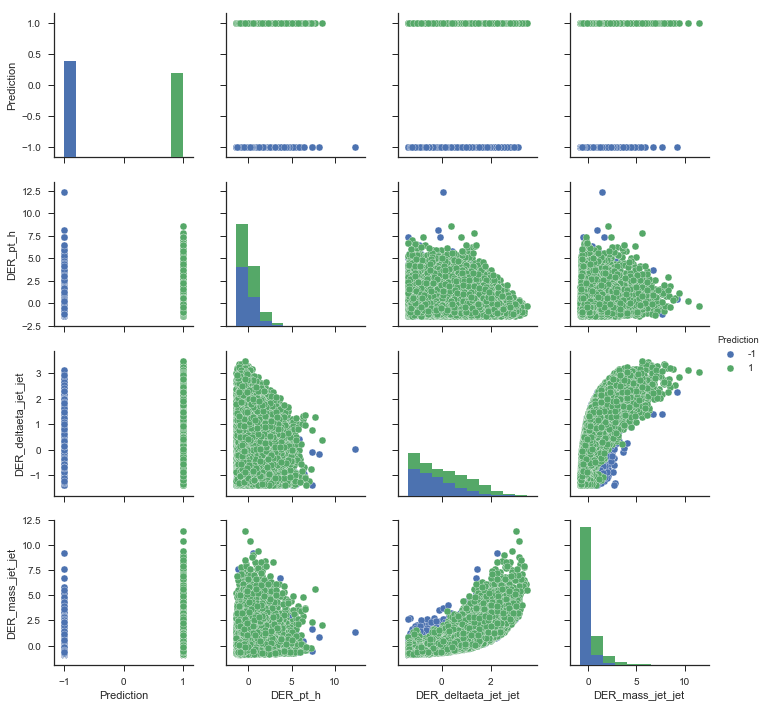 Prediction
1.0
0.5
0.0
−0.5
−1.0
DER_pt_h
12.5
10.0
7.5
5.0
2.5
0.0
−2.5
DER_deltaeta_jet_jet
3
2
1
0
−1
Prediction
-1
1
DER_mass_jet_jet
12.5
10.0
7.5
5.0
2.5
0.0
−1 0 1
0 5 10
0 2
0 5 10
Prediction
DER_pt_h
DER_deltaeta_jet_jet
DER_mass_jet_jet